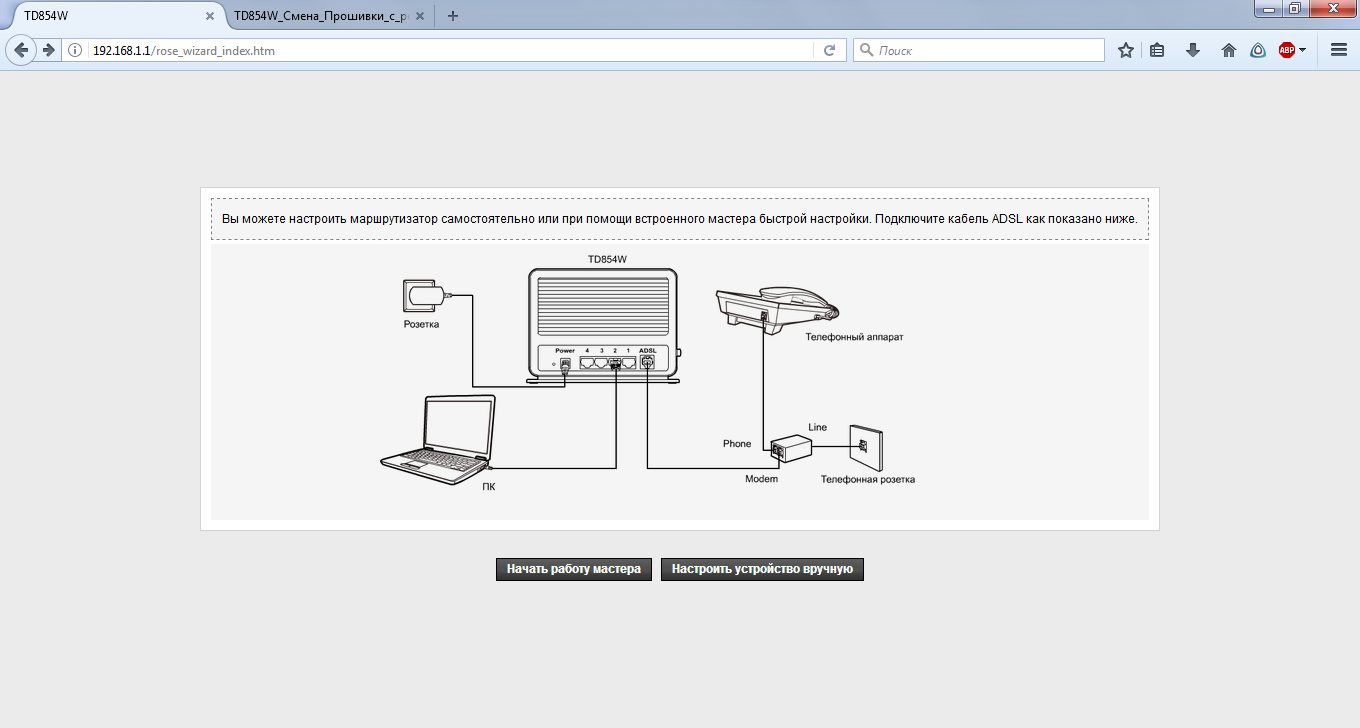 TD854W
TD854W_Смена_Прошивки_с_р
192.168.1.1/rose_wizard_index.htm
Поиск
ABP
Вы можете настроить маршрутизатор самостоятельно или при помощи встроенного мастера быстрой настройки. Подключите кабель ADSL как показано ниже.
TD854W
Розетка
Телефонный аппарат
Power 4 3 2 1 ADSL
Line
Phone
Modem
Телефонная розетка
ПК
Начать работу мастера
Настроить устройство вручную